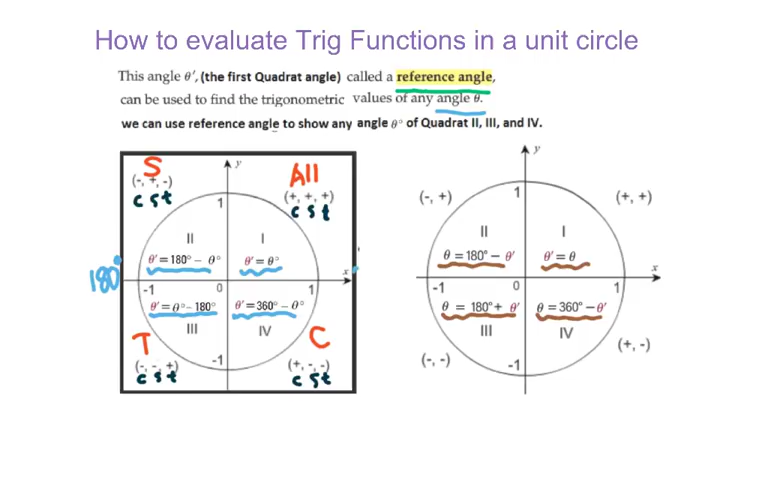 How to evaluate Trig Functions in a unit circle
This angle θ′, (the first Quadrat angle) called a reference angle,
can be used to find the trigonometric values of any angle θ.
we can use reference angle to show any angle θ° of Quadrat II, III, and IV.
S
(-, +, -)
c s t
All
(+, +, +)
c s t
y
1
II
I
θ′ = 180° − θ°
θ′ = θ°
180°
x
-1
0
1
θ′ = θ° − 180°
θ′ = 360° − θ°
III
IV
T
(-, -, +)
c s t
C
(+, -, -)
c s t
-1
y
(-, +)
1
(+, +)
II
I
θ = 180° − θ′
θ′ = θ
x
-1
0
1
θ = 180° + θ′
θ = 360° − θ′
III
IV
(-, -)
(+, -)
-1